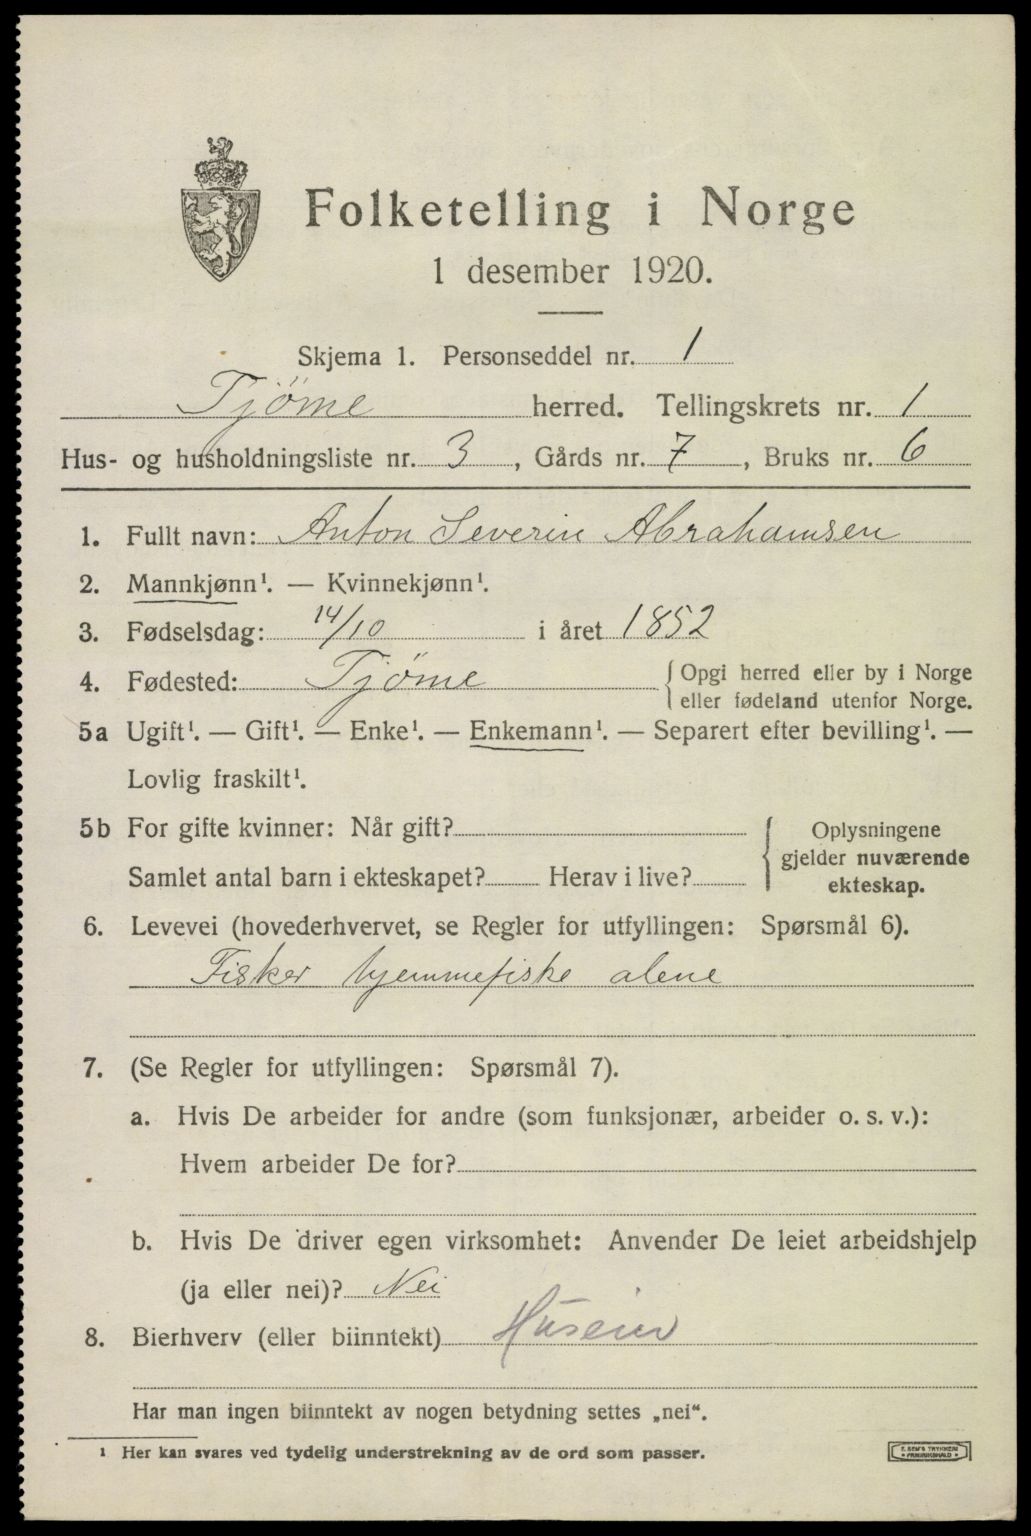 Folketelling i Norge
1 desember 1920.
Skjema 1. Personseddel nr. 1
Tjöme herred. Tellingskrets nr. 1
Hus- og husholdningsliste nr. 3, Gårds nr. 7, Bruks nr. 6
1. Fullt navn: Anton Severin Abrahamsen
2. Mannkjønn¹. — Kvinnekjønn¹.
3. Fødselsdag: 14/10 i året 1852
4. Fødested: Tjöme { Opgi herred eller by i Norge
eller fødeland utenfor Norge.
5a Ugift¹. — Gift¹. — Enke¹. — Enkemann¹. — Separert efter bevilling¹. —
Lovlig fraskilt¹.
5b For gifte kvinner: Når gift?
Samlet antal barn i ekteskapet? Herav i live?
{ Oplysningene
gjelder nuværende
ekteskap.
6. Levevei (hovederhvervet, se Regler for utfyllingen: Spørsmål 6).
Fisker hjemmefiske alene
7. (Se Regler for utfyllingen: Spørsmål 7).
a. Hvis De arbeider for andre (som funksjonær, arbeider o. s. v.):
Hvem arbeider De for?
b. Hvis De driver egen virksomhet: Anvender De leiet arbeidshjelp
(ja eller nei)? Nei
8. Bierhverv (eller biinntekt) Huseier
Har man ingen biinntekt av nogen betydning settes „nei".
¹ Her kan svares ved tydelig understrekning av de ord som passer.
E. SEM'S TRYKKERI
FREDRIKSHALD